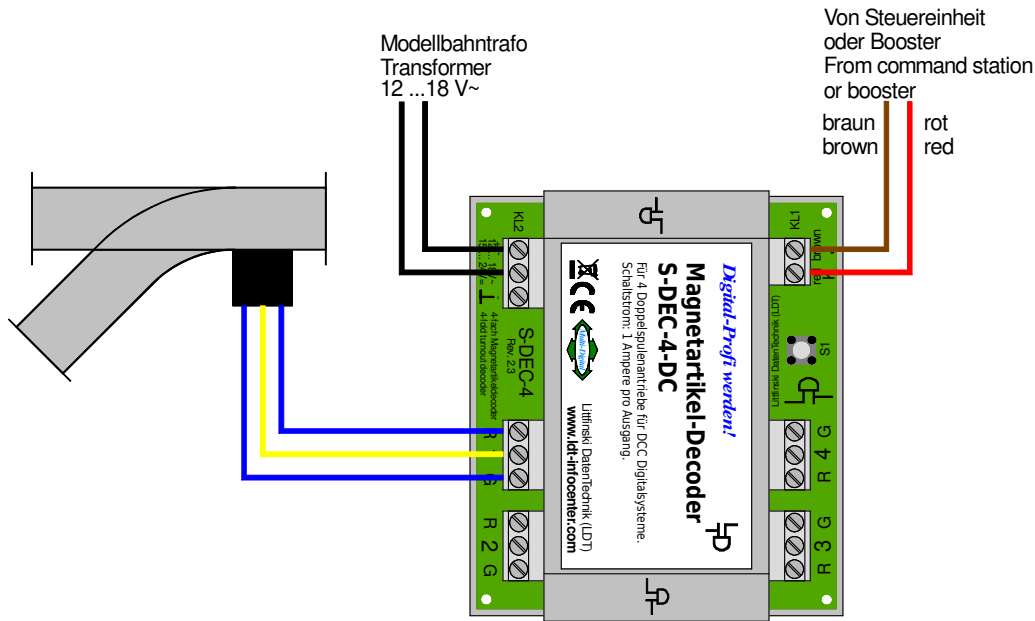 Modellbahntrafo
Transformer
12 ...18 V~
Von Steuereinheit
oder Booster
From command station
or booster
braun
brown
rot
red
KL2
4-fach Magnetartikeldecoder
4-fold turnout decoder
S-DEC-4
Rev. 2.3
R
G
R 2 G
Digital-Profi werden!
Magnetartikel-Decoder
S-DEC-4-DC
Für 4 Doppelspulenantriebe für DCC Digitalsysteme.
Schaltstrom: 1 Ampere pro Ausgang.
CE
Multi-Digital
Littfinski DatenTechnik (LDT)
www.ldt-infocenter.com
KL1
S1
Littfinski DatenTechnik (LDT)
R 4 G
R 3 G